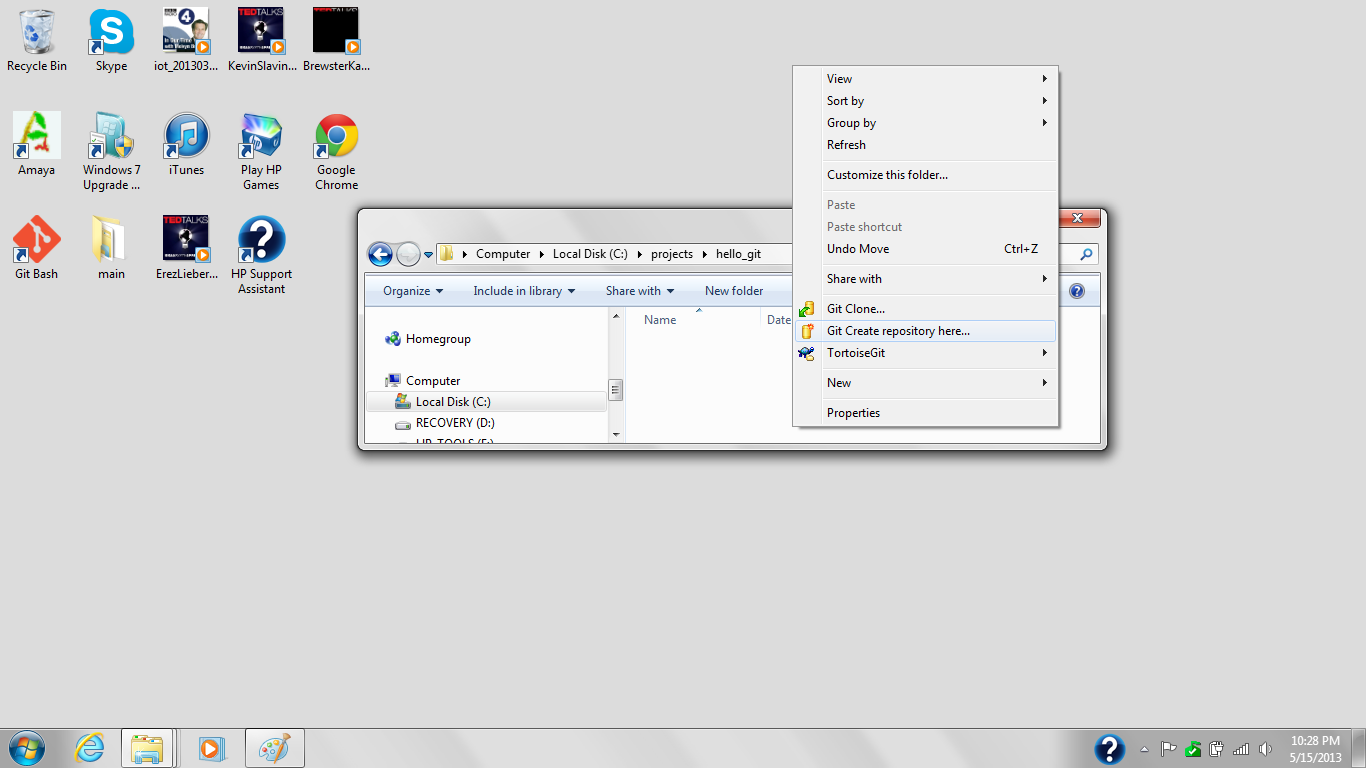 Recycle Bin
Skype
iot_201303...
KevinSlavin...
BrewsterKa...
Amaya
Windows 7
Upgrade ...
iTunes
Play HP
Games
Google
Chrome
Git Bash
main
ErezLieber...
HP Support
Assistant
Computer
Local Disk (C:)
projects
hello_git
Organize
Include in library
Share with
New folder
Homegroup
Computer
Local Disk (C:)
RECOVERY (D:)
Name
Date
View
Sort by
Group by
Refresh
Customize this folder...
Paste
Paste shortcut
Undo Move Ctrl+Z
Share with
Git Clone...
Git Create repository here...
TortoiseGit
New
Properties
10:28 PM
5/15/2013